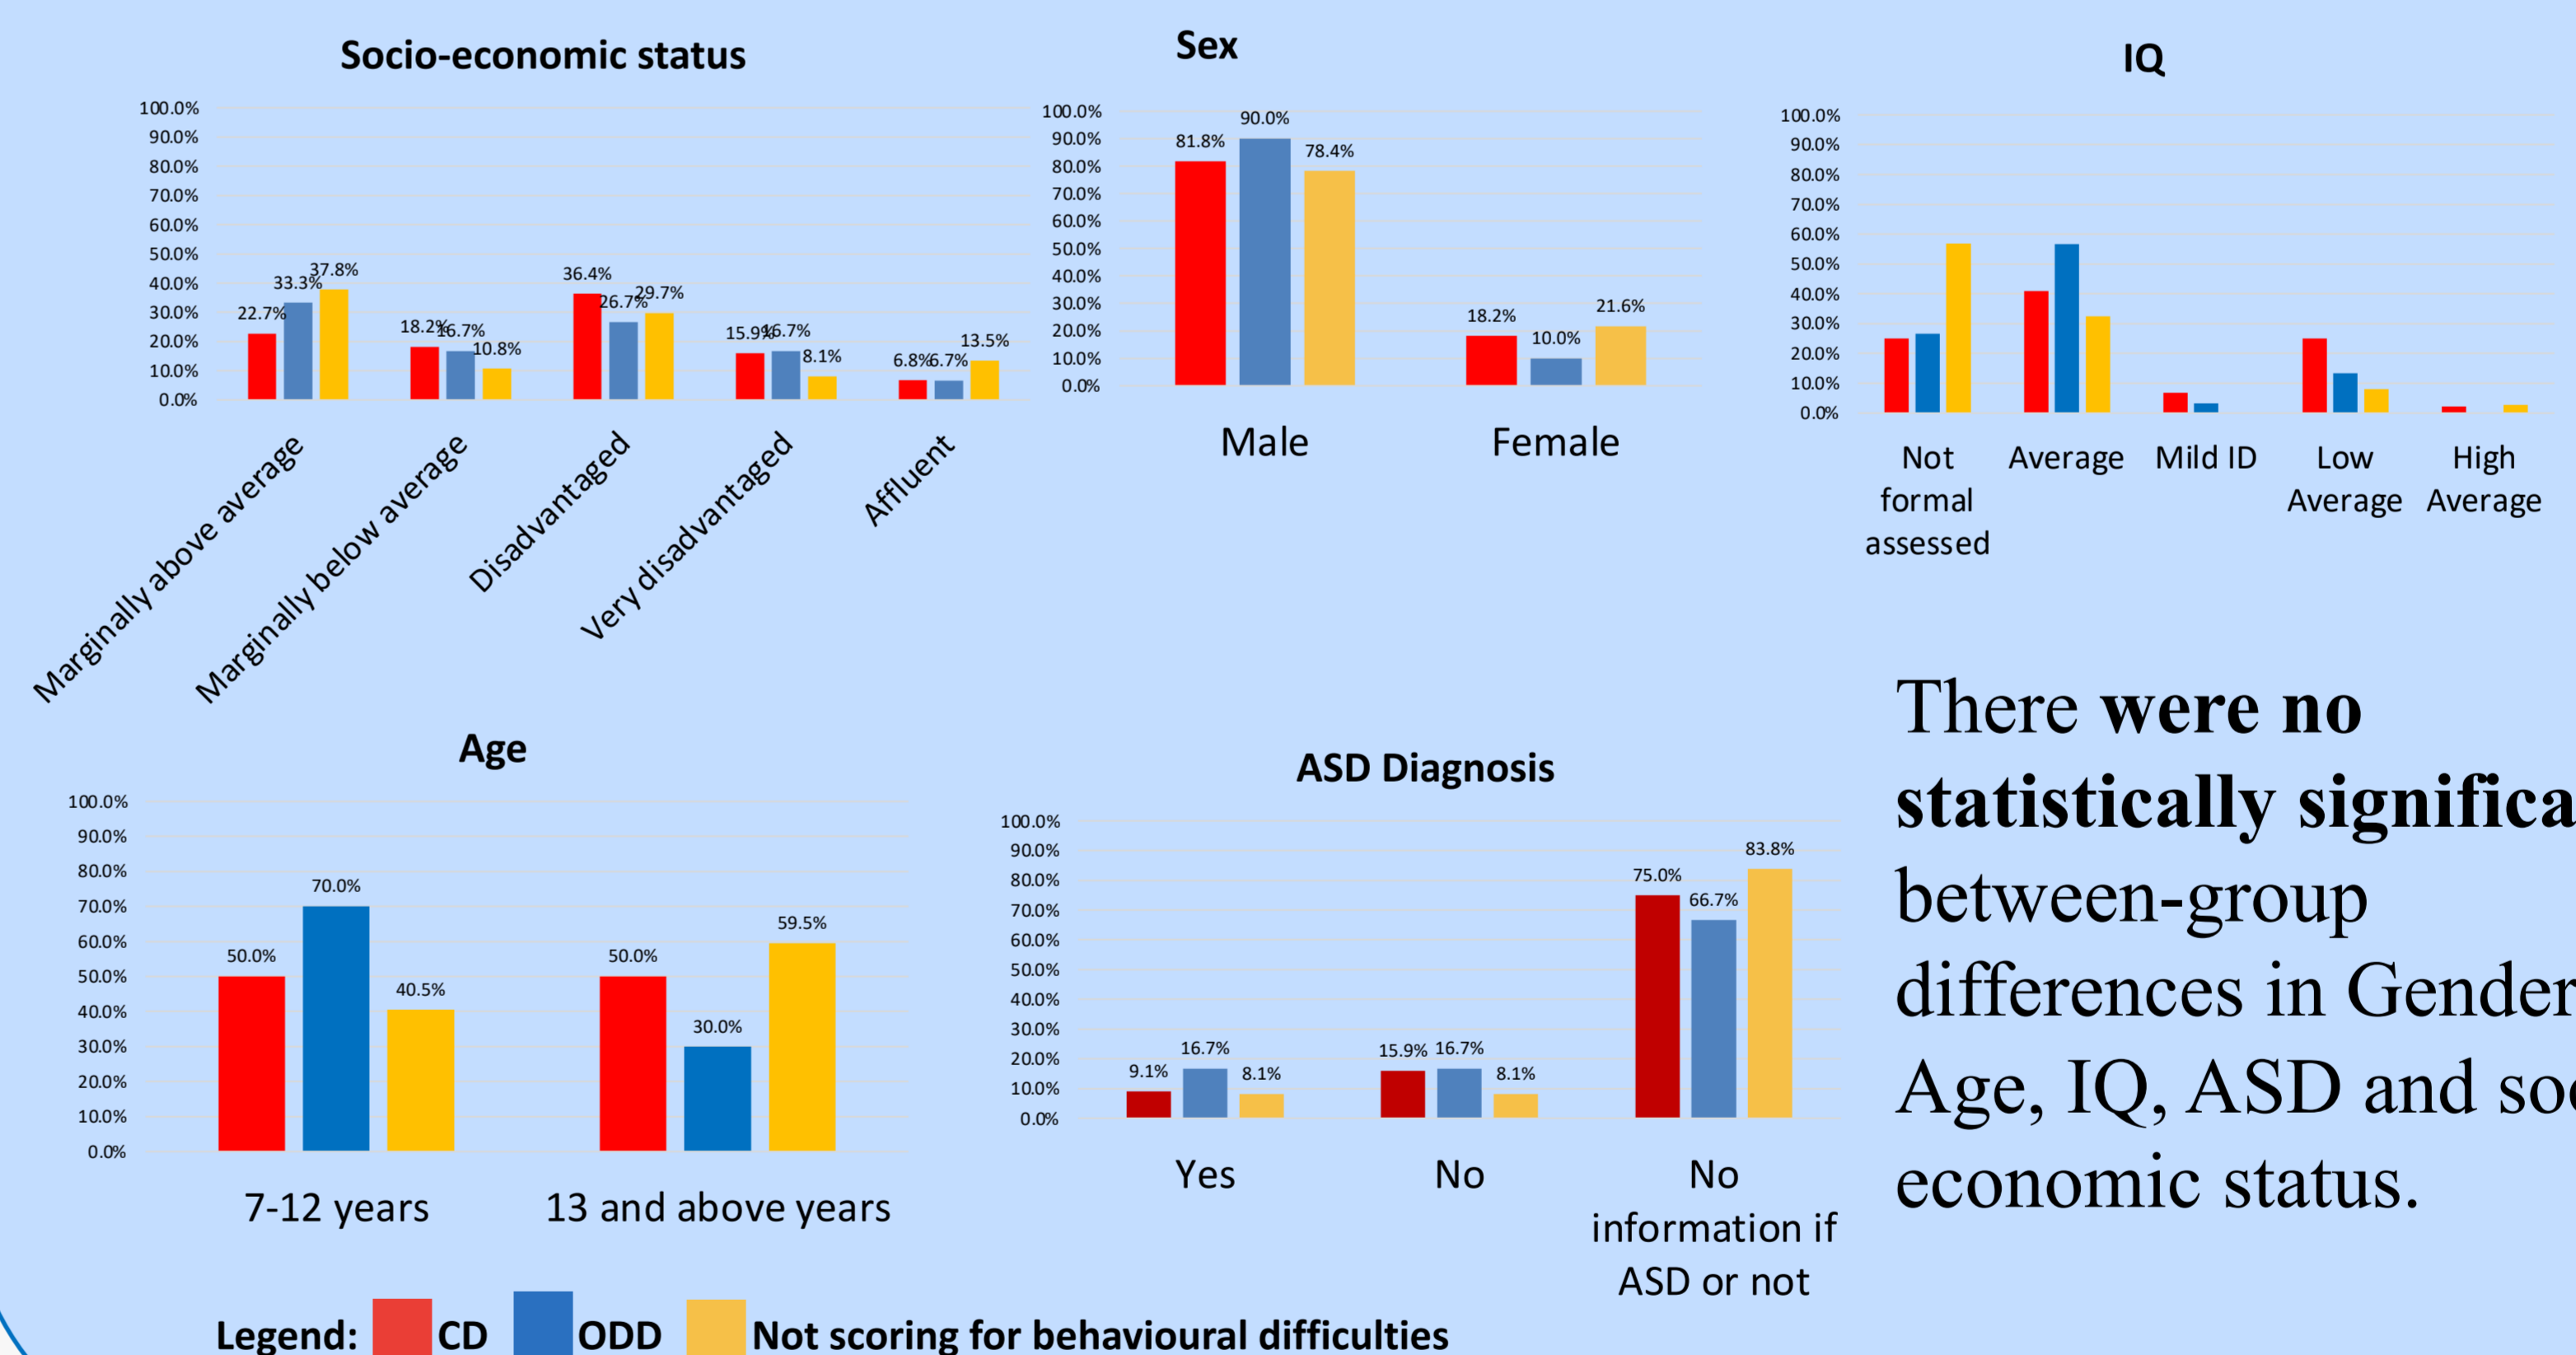 Socio-economic status
100.0%
90.0%
80.0%
70.0%
60.0%
50.0%
40.0%
30.0%
20.0%
10.0%
0.0%
22.7%
33.3%
37.8%
18.2%
16.7%
10.8%
36.4%
26.7%
29.7%
15.9%
16.7%
8.1%
6.8%
6.7%
13.5%
Marginally above average
Marginally below average
Disadvantaged
Very disadvantaged
Affluent
Sex
100.0%
90.0%
80.0%
70.0%
60.0%
50.0%
40.0%
30.0%
20.0%
10.0%
0.0%
81.8%
90.0%
78.4%
18.2%
10.0%
21.6%
Male
Female
IQ
100.0%
90.0%
80.0%
70.0%
60.0%
50.0%
40.0%
30.0%
20.0%
10.0%
0.0%
Not
formal
assessed
Average
Mild ID
Low
Average
High
Average
Age
100.0%
90.0%
80.0%
70.0%
60.0%
50.0%
40.0%
30.0%
20.0%
10.0%
0.0%
50.0%
70.0%
40.5%
50.0%
30.0%
59.5%
7-12 years
13 and above years
ASD Diagnosis
100.0%
90.0%
80.0%
70.0%
60.0%
50.0%
40.0%
30.0%
20.0%
10.0%
0.0%
9.1%
16.7%
8.1%
15.9%
16.7%
8.1%
75.0%
66.7%
83.8%
Yes
No
No
information if
ASD or not
There were no
statistically significa
between-group
differences in Gender
Age, IQ, ASD and so
economic status.
Legend: CD ODD Not scoring for behavioural difficulties